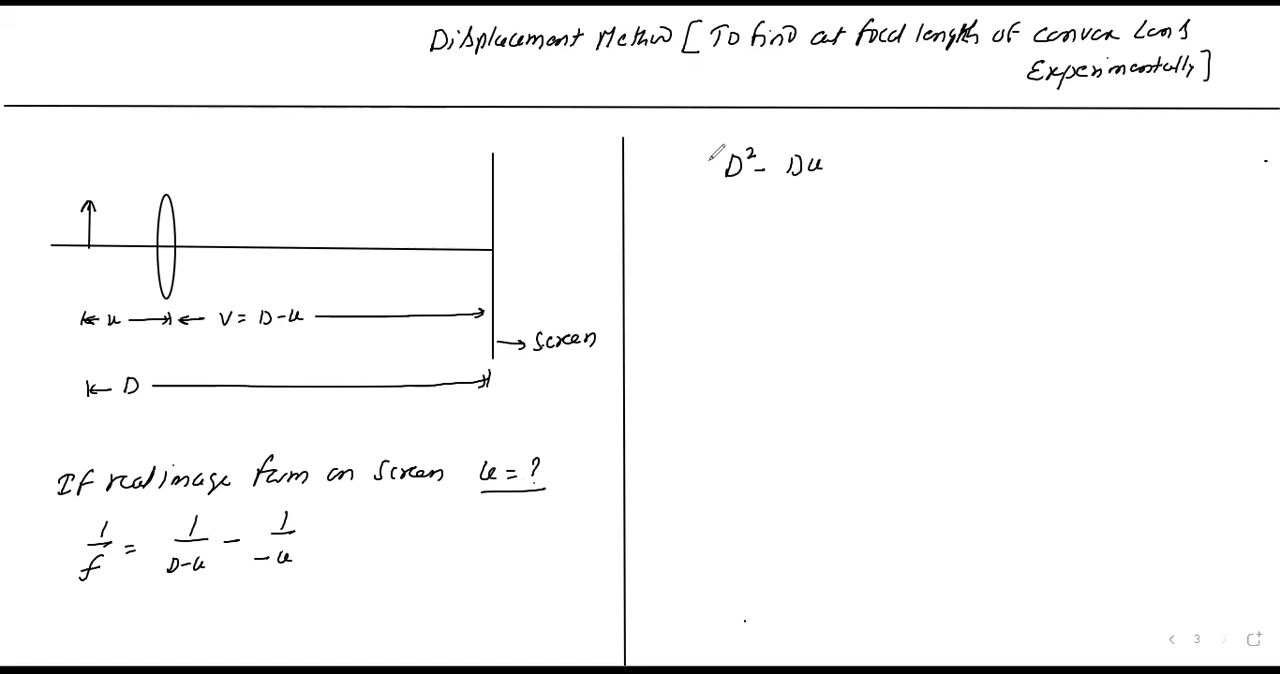 Displacement Method [ To find out focal length of convex Lens
Experimentally ]
u
V = D-u
Screen
D
If real image form on Screen u = ?
1/f = 1/D-u - 1/-u
D² - Du
3